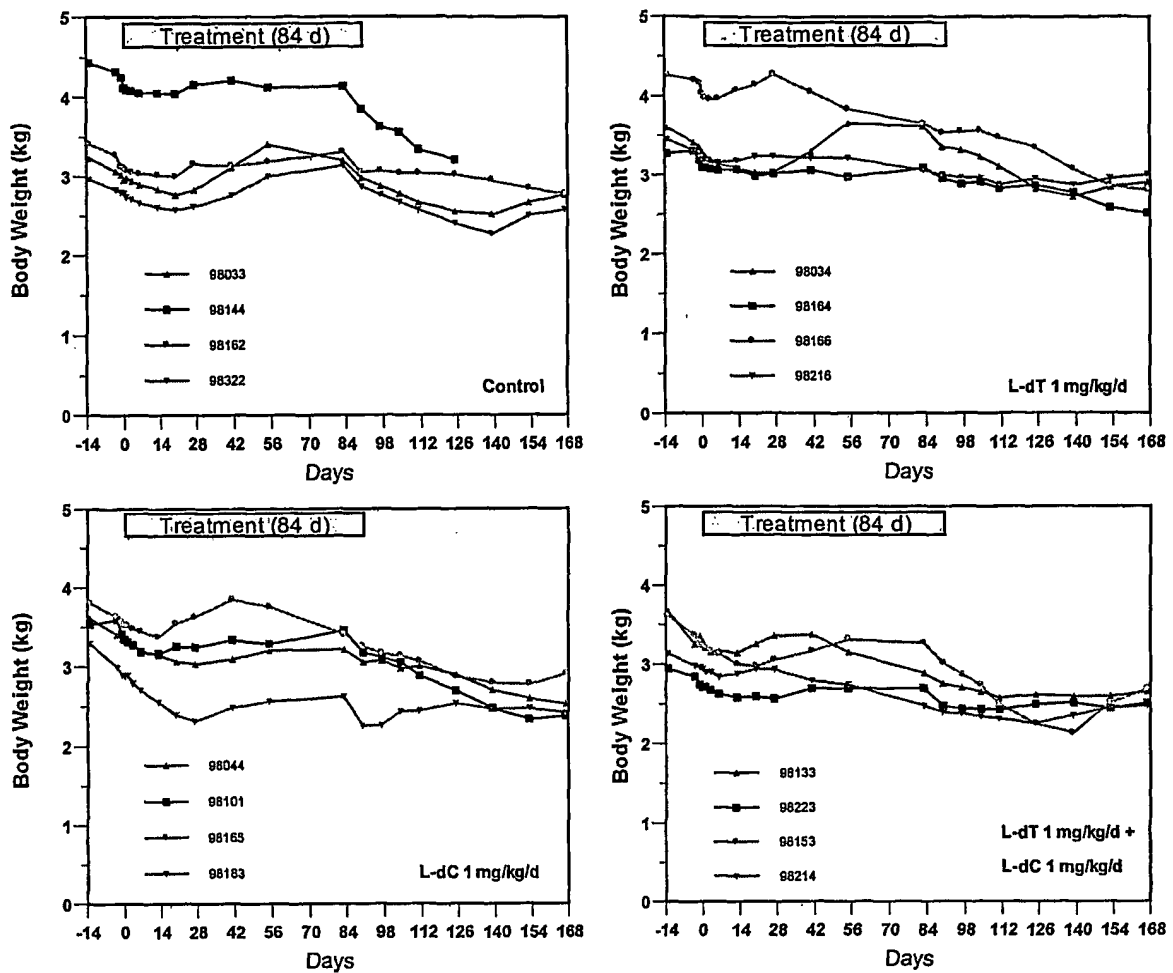 5
4
3
2
1
0
Body Weight (kg)
Treatment (84 d)
98033
98144
98162
98322
Control
-14 0 14 28 42 56 70 84 98 112 126 140 154 168
Days
5
4
3
2
1
0
Body Weight (kg)
Treatment (84 d)
98034
98164
98166
98216
L-dT 1 mg/kg/d
-14 0 14 28 42 56 70 84 98 112 126 140 154 168
Days
5
4
3
2
1
0
Body Weight (kg)
Treatment (84 d)
98044
98101
98165
98183
L-dC 1 mg/kg/d
-14 0 14 28 42 56 70 84 98 112 126 140 154 168
Days
5
4
3
2
1
0
Body Weight (kg)
Treatment (84 d)
98133
98223
98153
98214
L-dT 1 mg/kg/d +
L-dC 1 mg/kg/d
-14 0 14 28 42 56 70 84 98 112 126 140 154 168
Days